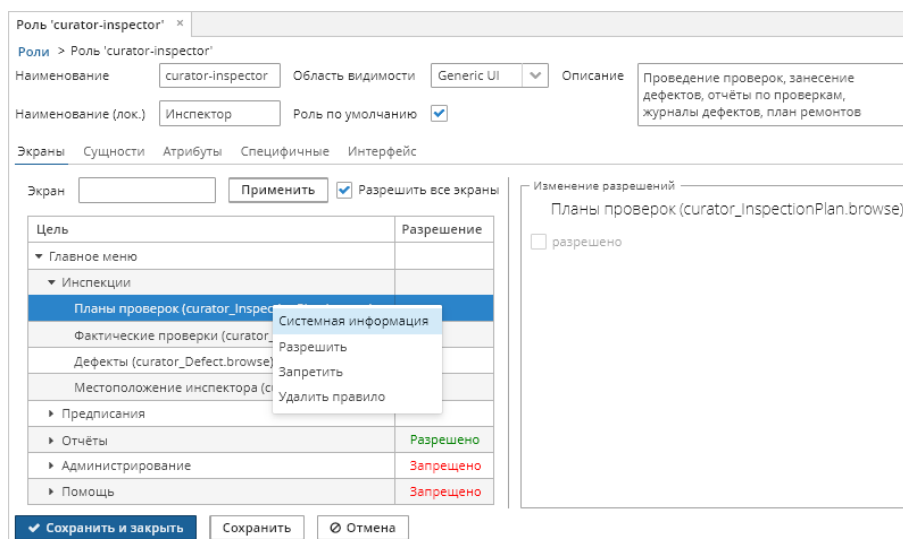 Роль 'curator-inspector' ×
Роли > Роль 'curator-inspector'
Наименование curator-inspector Область видимости Generic UI Описание Проведение проверок, занесение
дефектов, отчёты по проверкам,
журналы дефектов, план ремонтов
Наименование (лок.) Инспектор Роль по умолчанию
Экраны Сущности Атрибуты Специфичные Интерфейс
Экран Применить Разрешить все экраны
Цель Разрешение
Главное меню
Инспекции
Планы проверок (curator_Inspec
Фактические проверки (curator_
Дефекты (curator_Defect.browse)
Местоположение инспектора (c
Предписания
Отчёты Разрешено
Администрирование Запрещено
Помощь Запрещено
Системная информация
Разрешить
Запретить
Удалить правило
Изменение разрешений
Планы проверок (curator_InspectionPlan.browse)
разрешено
Сохранить и закрыть Сохранить Отмена